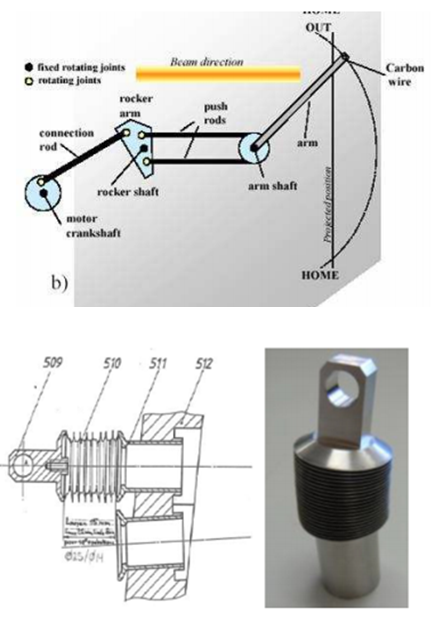 HOME
OUT
fixed rotating joints
rotating joints
Beam direction
Carbon
wire
rocker
arm
push
rods
connection
rod
arm
rocker shaft
arm shaft
Projected position
motor
crankshaft
HOME
b)
509
510
511
512